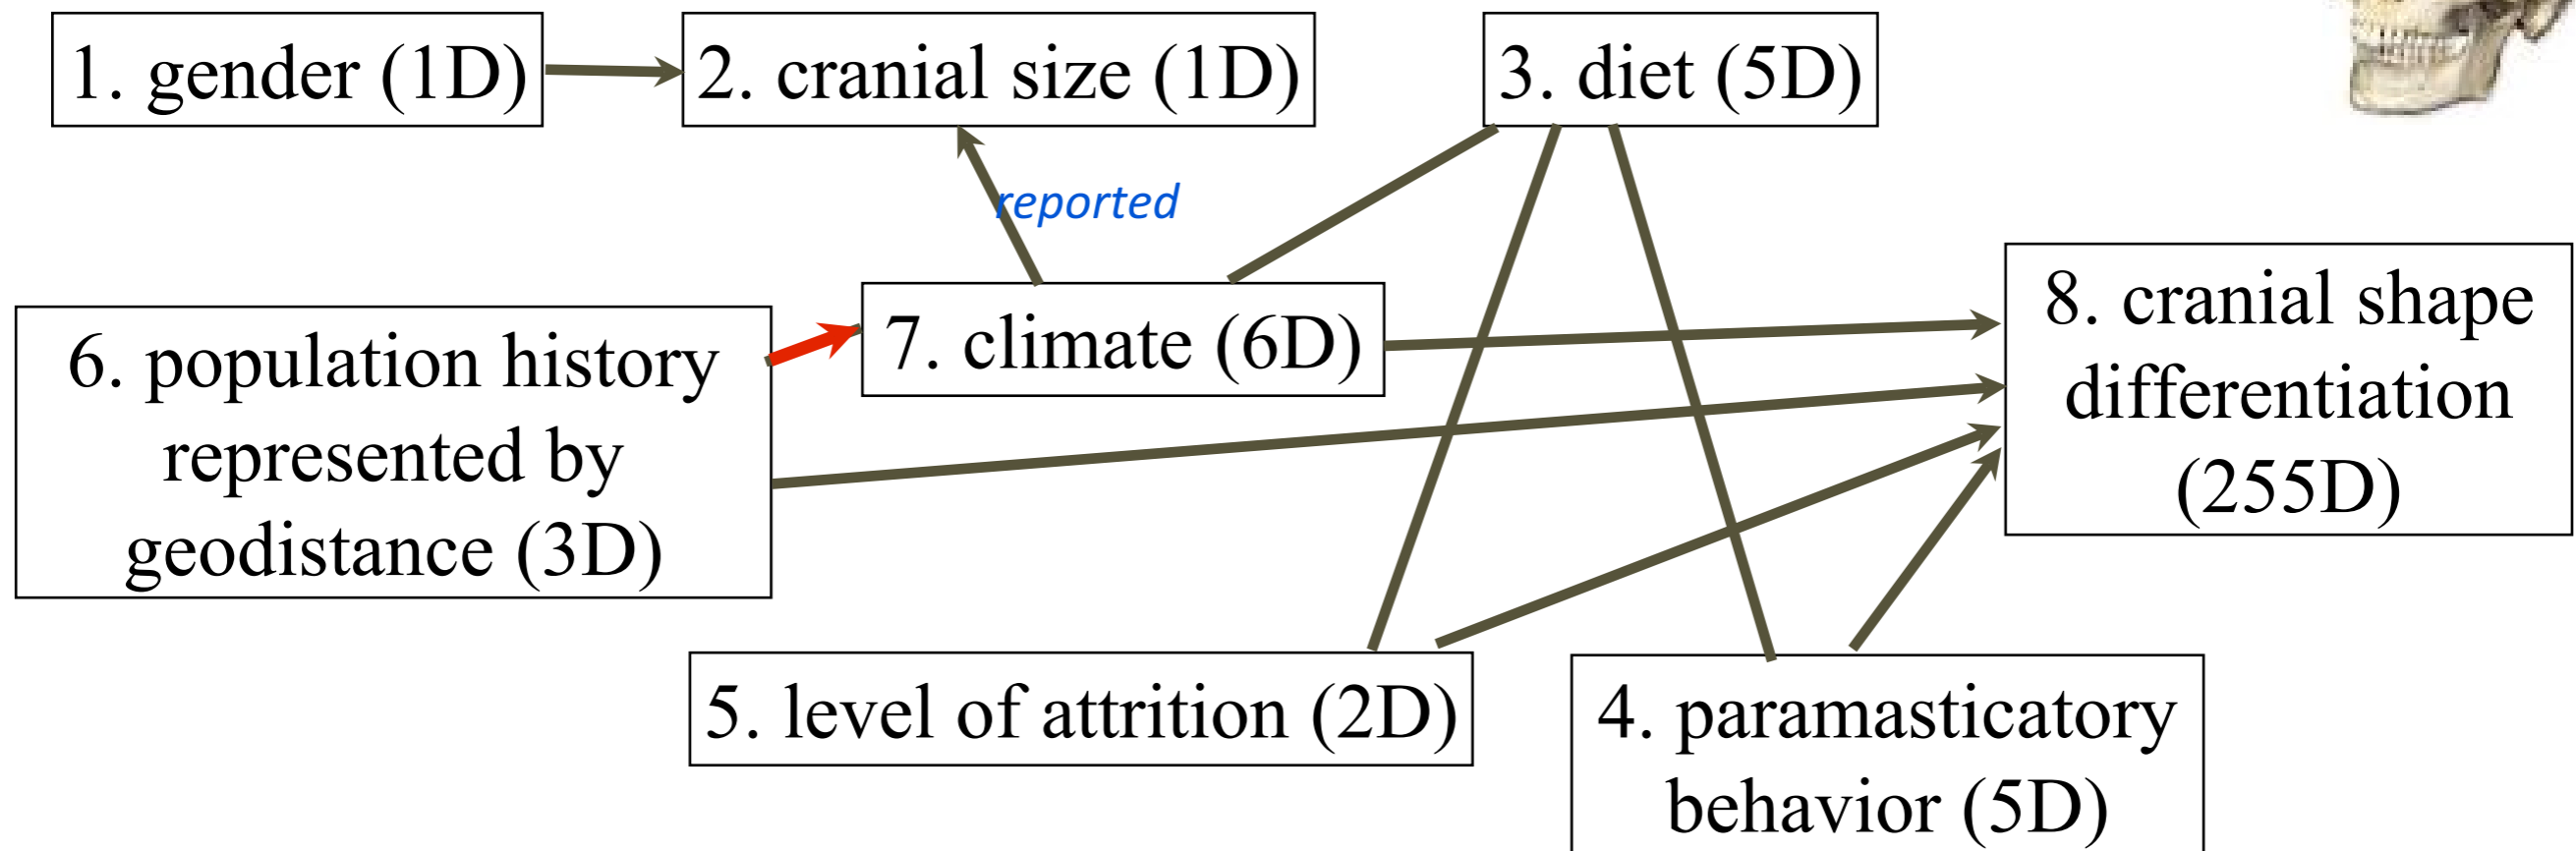 1. gender (1D)
2. cranial size (1D)
3. diet (5D)
reported
6. population history
represented by
geodistance (3D)
7. climate (6D)
8. cranial shape
differentiation
(255D)
5. level of attrition (2D)
4. paramasticatory
behavior (5D)